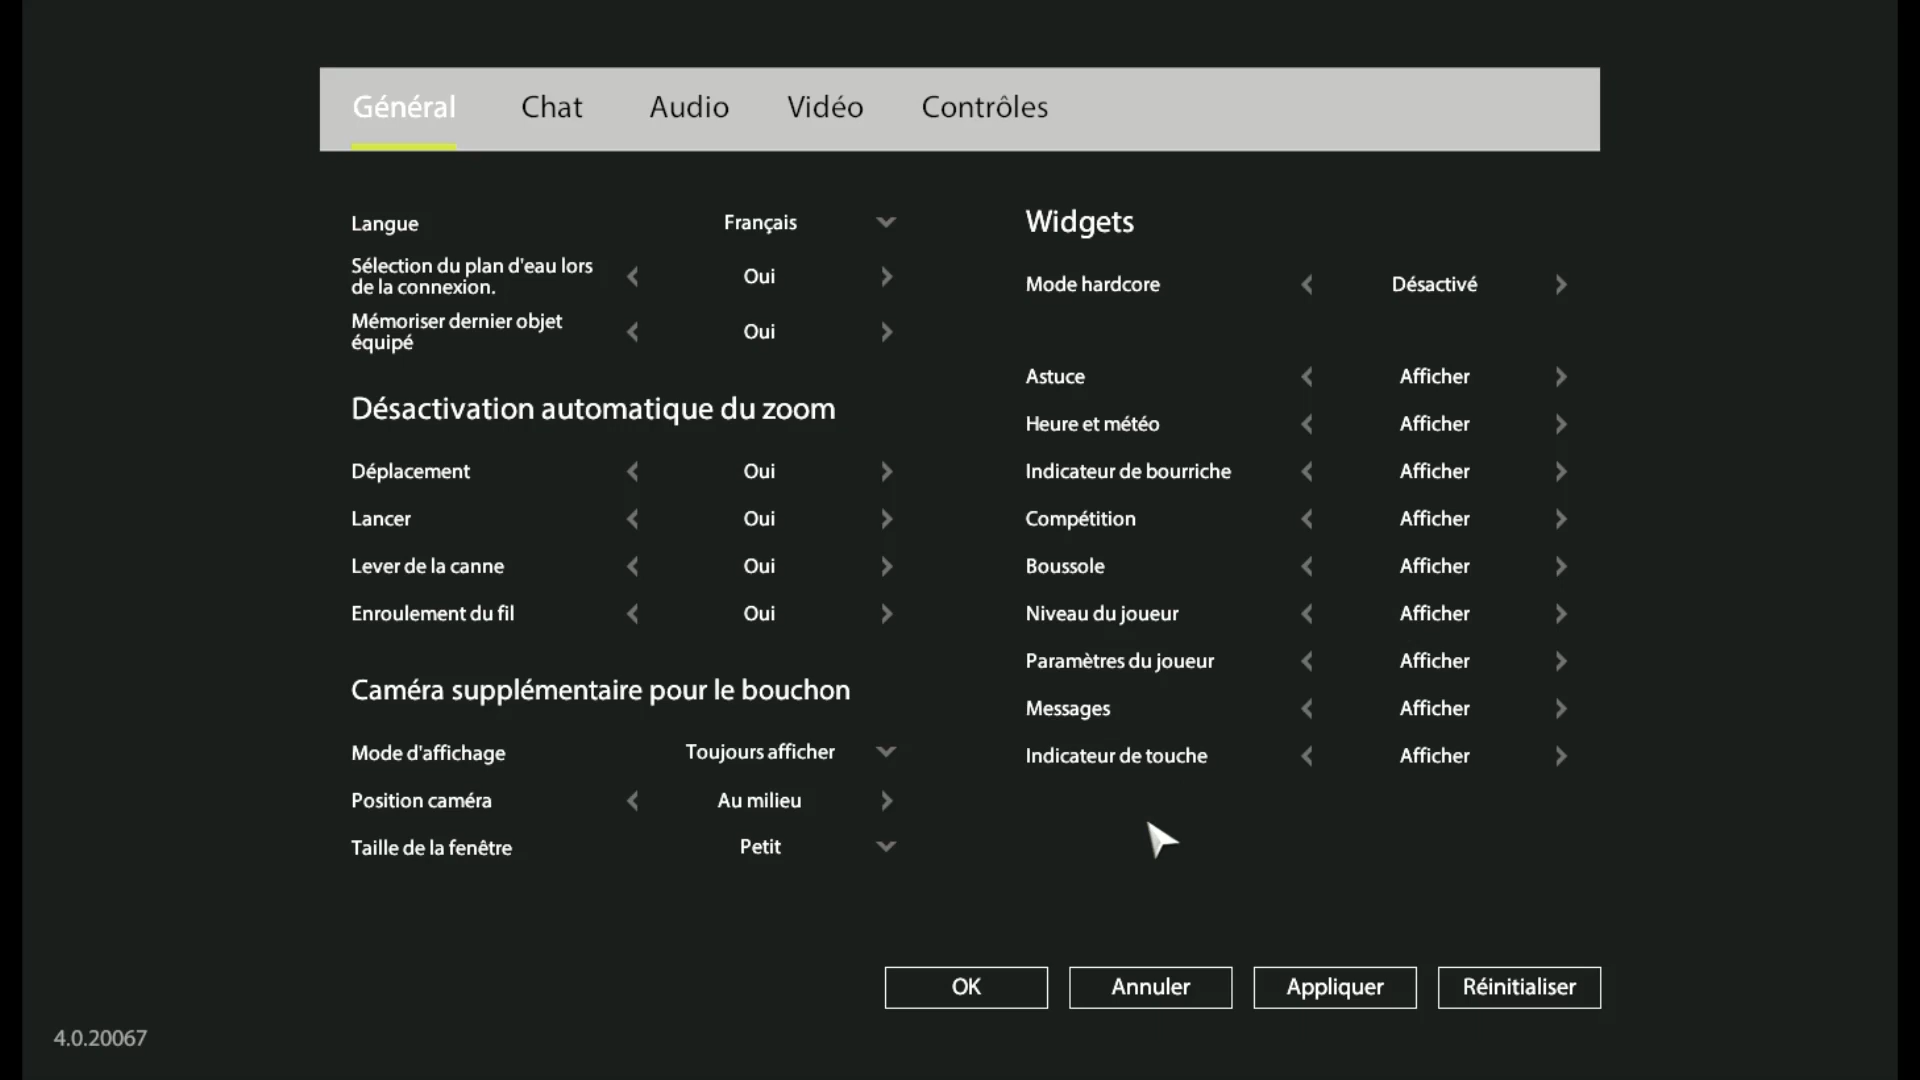 Général Chat Audio Vidéo Contrôles
Langue Français
Sélection du plan d'eau lors
de la connexion. Oui
Mémoriser dernier objet
équipé Oui
Désactivation automatique du zoom
Déplacement Oui
Lancer Oui
Lever de la canne Oui
Enroulement du fil Oui
Caméra supplémentaire pour le bouchon
Mode d'affichage Toujours afficher
Position caméra Au milieu
Taille de la fenêtre Petit
Widgets
Mode hardcore Désactivé
Astuce Afficher
Heure et météo Afficher
Indicateur de bourriche Afficher
Compétition Afficher
Boussole Afficher
Niveau du joueur Afficher
Paramètres du joueur Afficher
Messages Afficher
Indicateur de touche Afficher
OK Annuler Appliquer Réinitialiser
4.0.20067